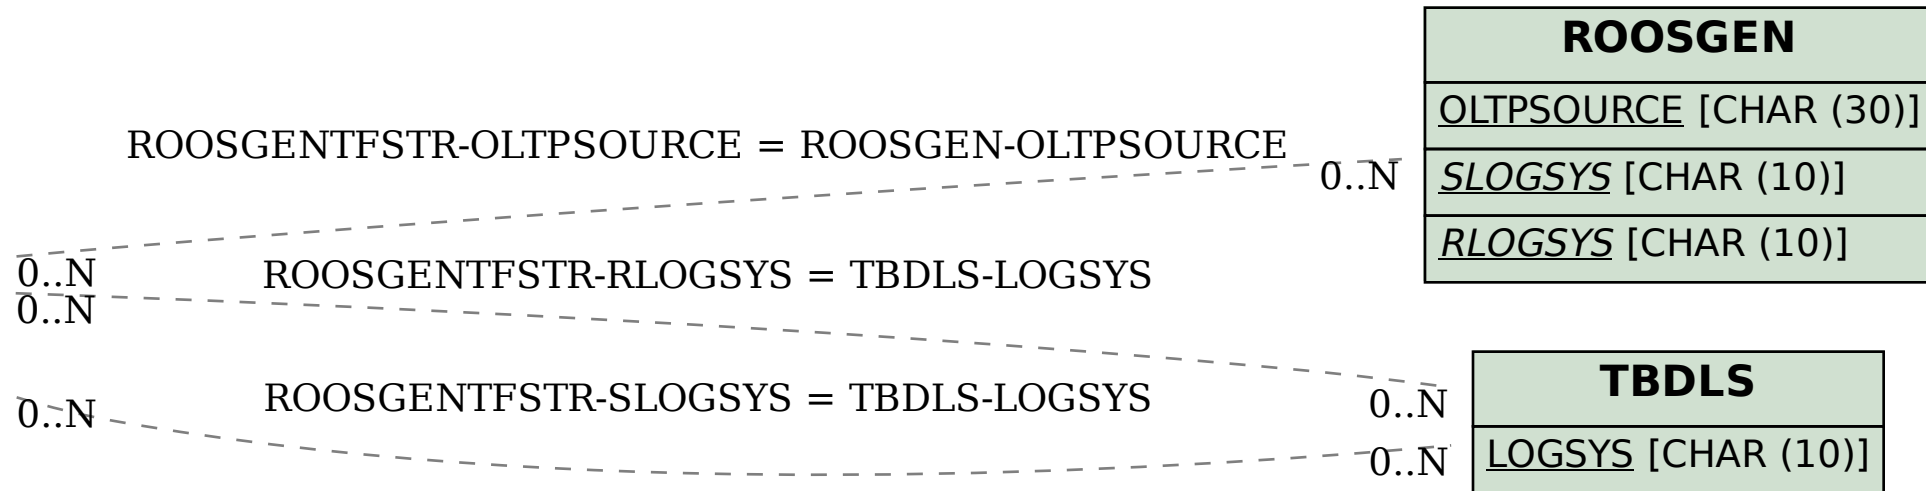 ROOSGEN
OLTPSOURCE [CHAR (30)]
ROOSGENTFSTR-OLTPSOURCE = ROOSGEN-OLTPSOURCE
0..N
SLOGSYS [CHAR (10)]
RLOGSYS [CHAR (10)]
0..N
ROOSGENTFSTR-RLOGSYS = TBDLS-LOGSYS
0..N
TBDLS
ROOSGENTFSTR-SLOGSYS = TBDLS-LOGSYS
0..N
0..N
LOGSYS [CHAR (10)]
0..N